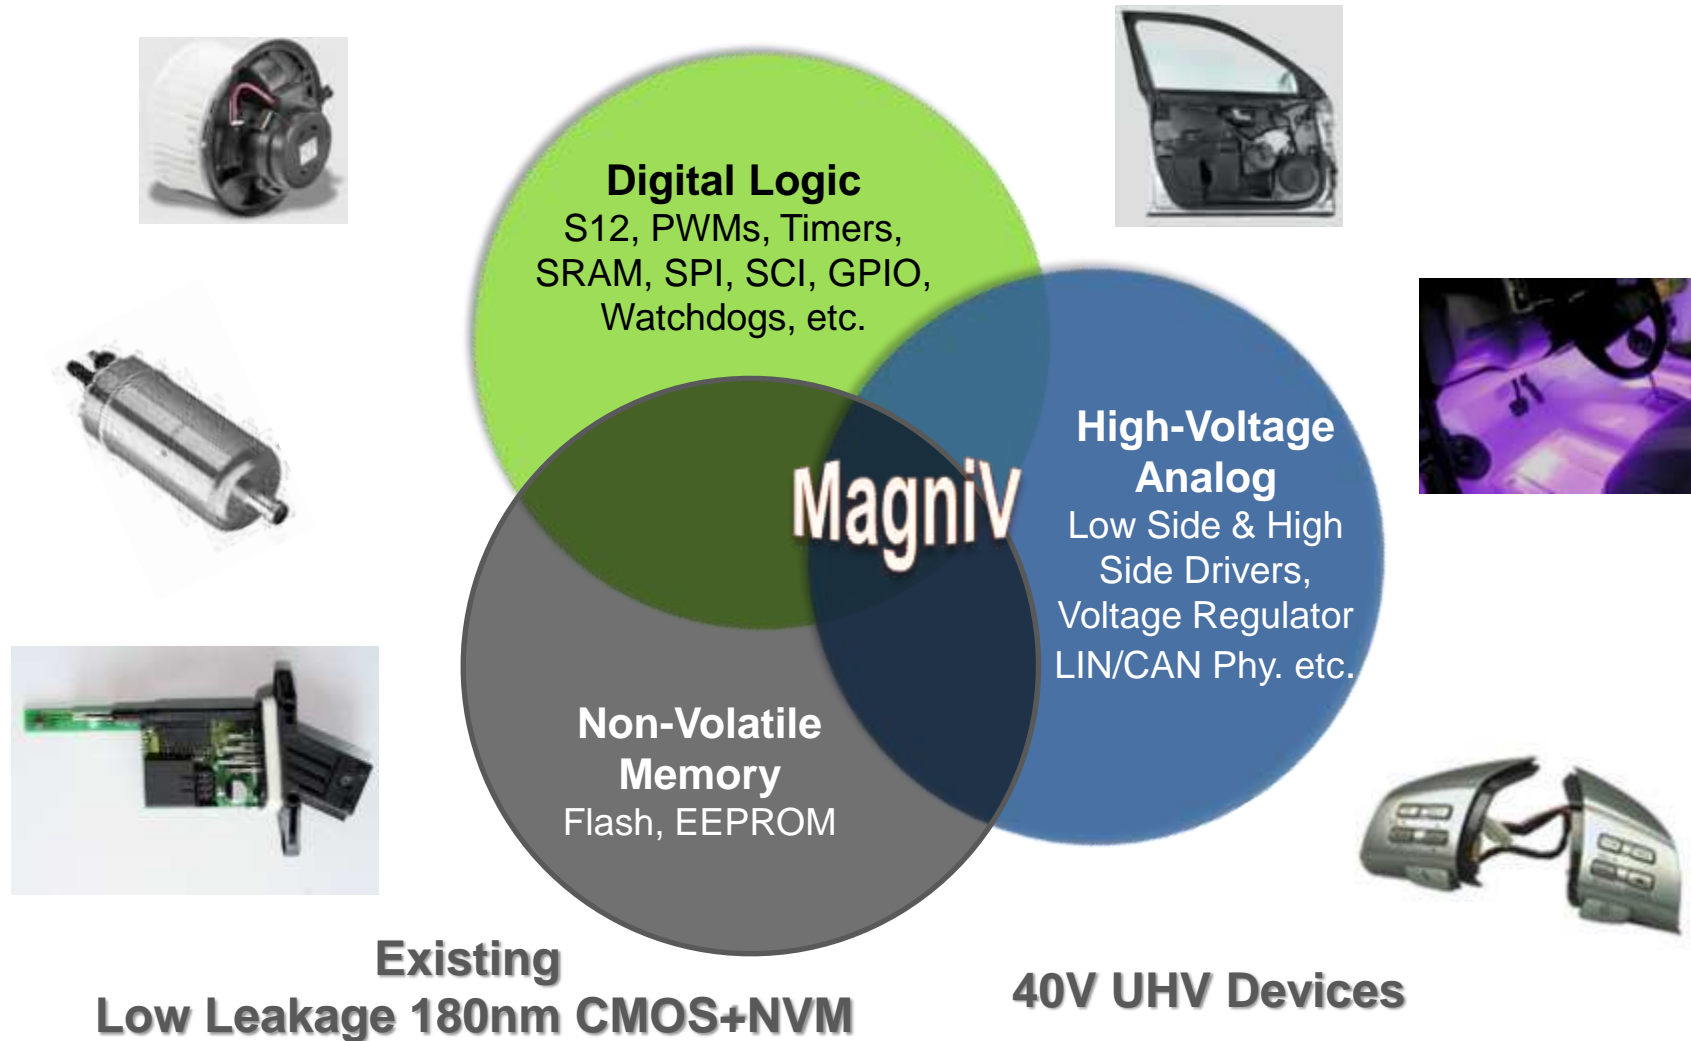 Digital Logic
S12, PWMs, Timers,
SRAM, SPI, SCI, GPIO,
Watchdogs, etc.
High-Voltage
Analog
Low Side & High
Side Drivers,
Voltage Regulator
LIN/CAN Phy. etc.
MagniV
Non-Volatile
Memory
Flash, EEPROM
Existing
Low Leakage 180nm CMOS+NVM
40V UHV Devices